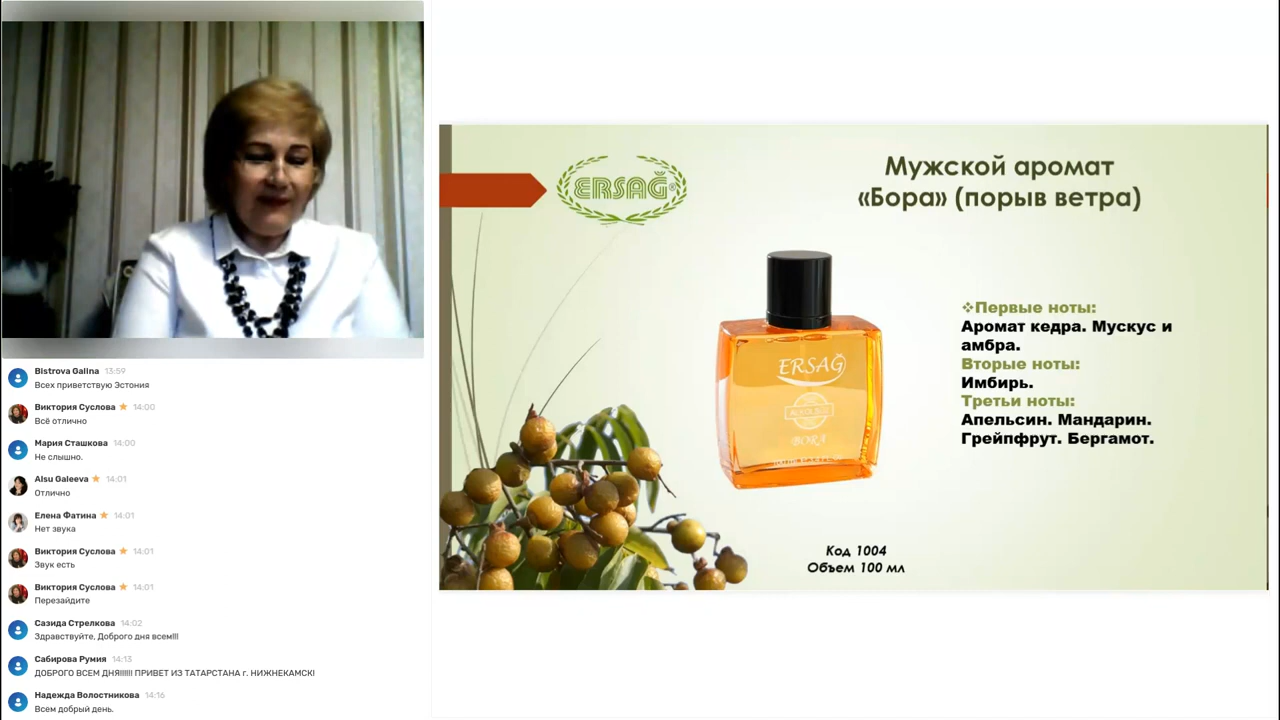 Bistrova Galina 13:59
Всех приветствую Эстония
Виктория Суслова 14:00
Всё отлично
Мария Сташкова 14:00
Не слышно.
Alsu Galeeva 14:01
Отлично
Елена Фатина 14:01
Нет звука
Виктория Суслова 14:01
Звук есть
Виктория Суслова 14:01
Перезайдите
Сазида Стрелкова 14:02
Здравствуйте, Доброго дня всем!!!
Сабирова Румия 14:13
ДОБРОГО ВСЕМ ДНЯ!!!!!! ПРИВЕТ ИЗ ТАТАРСТАНА г. НИЖНЕКАМСК!
Надежда Волостникова 14:16
Всем добрый день.
ERSAĞ®
Мужской аромат
«Бора» (порыв ветра)
ERSAĞ
BORA
❖Первые ноты:
Аромат кедра. Мускус и
амбра.
Вторые ноты:
Имбирь.
Третьи ноты:
Апельсин. Мандарин.
Грейпфрут. Бергамот.
Код 1004
Объем 100 мл